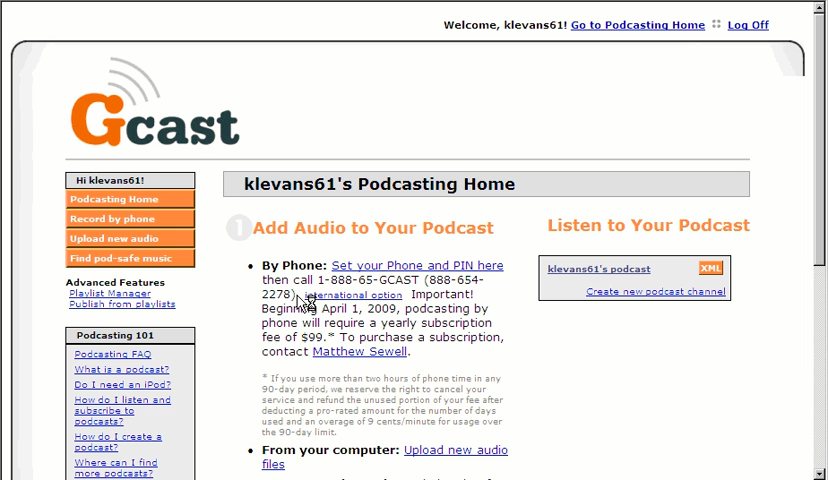 Welcome, klevans61! Go to Podcasting Home Log Off
Gcast
Hi klevans61!
Podcasting Home
Record by phone
Upload new audio
Find pod-safe music
Advanced Features
Playlist Manager
Publish from playlists
Podcasting 101
Podcasting FAQ
What is a podcast?
Do I need an iPod?
How do I listen and
subscribe to
podcasts?
How do I create a
podcast?
Where can I find
more podcasts?
klevans61's Podcasting Home
1 Add Audio to Your Podcast
• By Phone: Set your Phone and PIN here
then call 1-888-65-GCAST (888-654-
2278). international option Important!
Beginning April 1, 2009, podcasting by
phone will require a yearly subscription
fee of $99.* To purchase a subscription,
contact Matthew Sewell.
* If you use more than two hours of phone time in any
90-day period, we reserve the right to cancel your
service and refund the unused portion of your fee after
deducting a pro-rated amount for the number of days
used and an overage of 9 cents/minute for usage over
the 90-day limit.
• From your computer: Upload new audio
files
Listen to Your Podcast
klevans61's podcast XML
Create new podcast channel